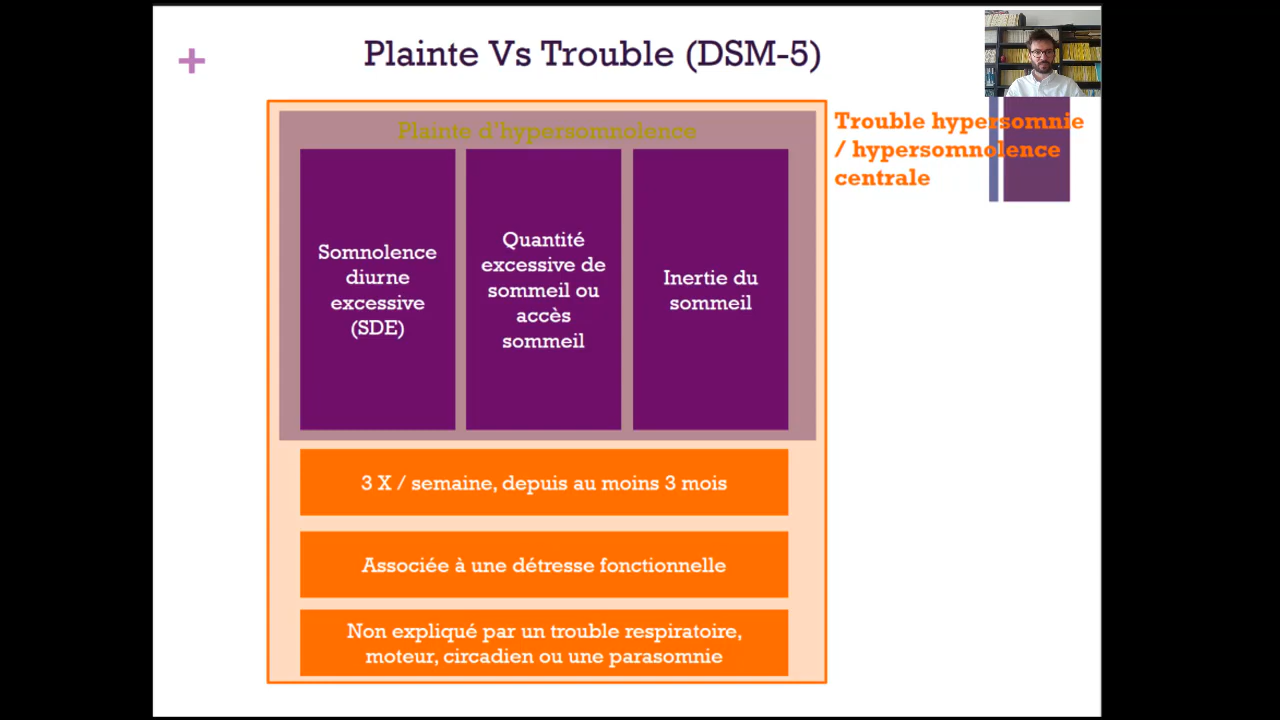 +
Plainte Vs Trouble (DSM-5)
Plainte d'hypersomnolence
Trouble hypersomnie
/ hypersomnolence
centrale
Somnolence
diurne
excessive
(SDE)
Quantité
excessive de
sommeil ou
accès
sommeil
Inertie du
sommeil
3 X / semaine, depuis au moins 3 mois
Associée à une détresse fonctionnelle
Non expliqué par un trouble respiratoire,
moteur, circadien ou une parasomnie